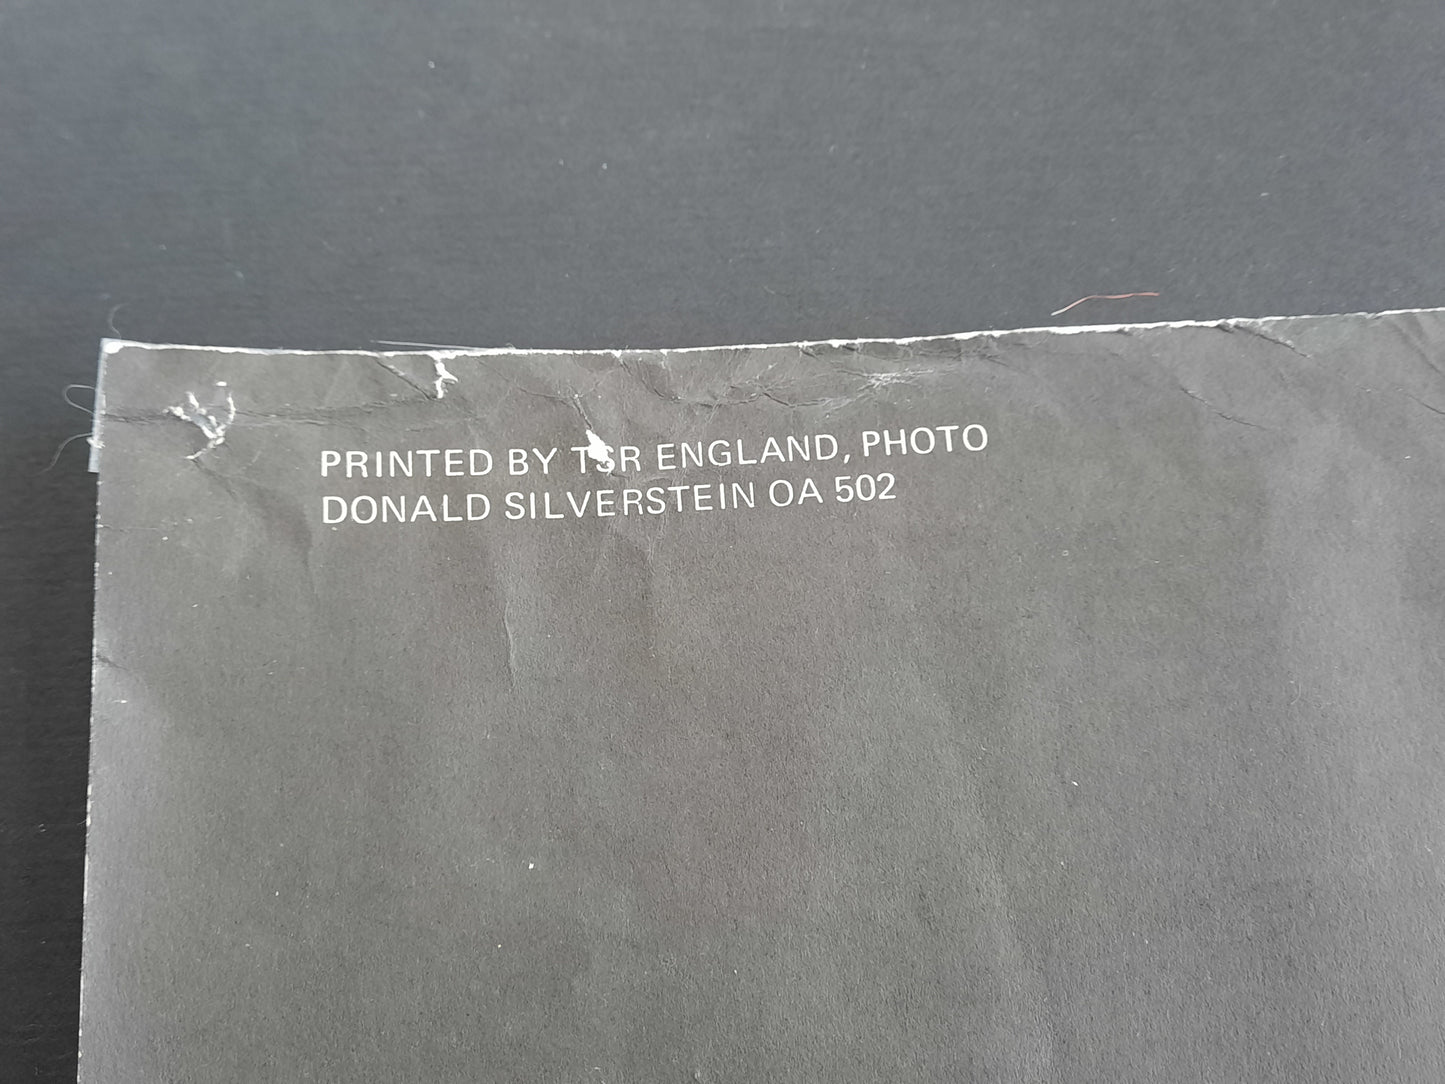 PRINTED BY TSR ENGLAND, PHOTO
DONALD SILVERSTEIN OA 502